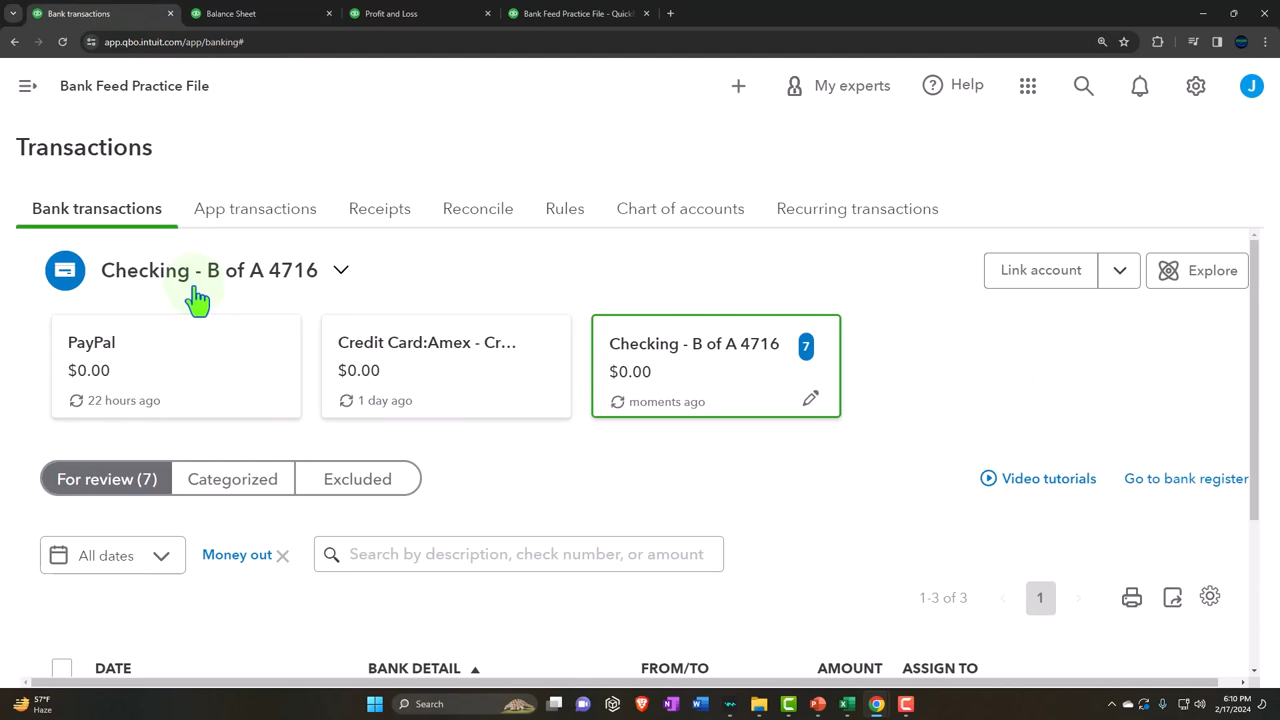 Bank transactions
Balance Sheet
Profit and Loss
Bank Feed Practice File - QuickB
app.qbo.intuit.com/app/banking#
Bank Feed Practice File
My experts
Help
J
Transactions
Bank transactions
App transactions
Receipts
Reconcile
Rules
Chart of accounts
Recurring transactions
Checking - B of A 4716
Link account
Explore
PayPal
$0.00
22 hours ago
Credit Card:Amex - Cr...
$0.00
1 day ago
Checking - B of A 4716
7
$0.00
moments ago
For review (7)
Categorized
Excluded
Video tutorials
Go to bank register
All dates
Money out
Search by description, check number, or amount
1-3 of 3
1
DATE
BANK DETAIL
FROM/TO
AMOUNT
ASSIGN TO
57°F
Haze
Search
6:10 PM
2/17/2024